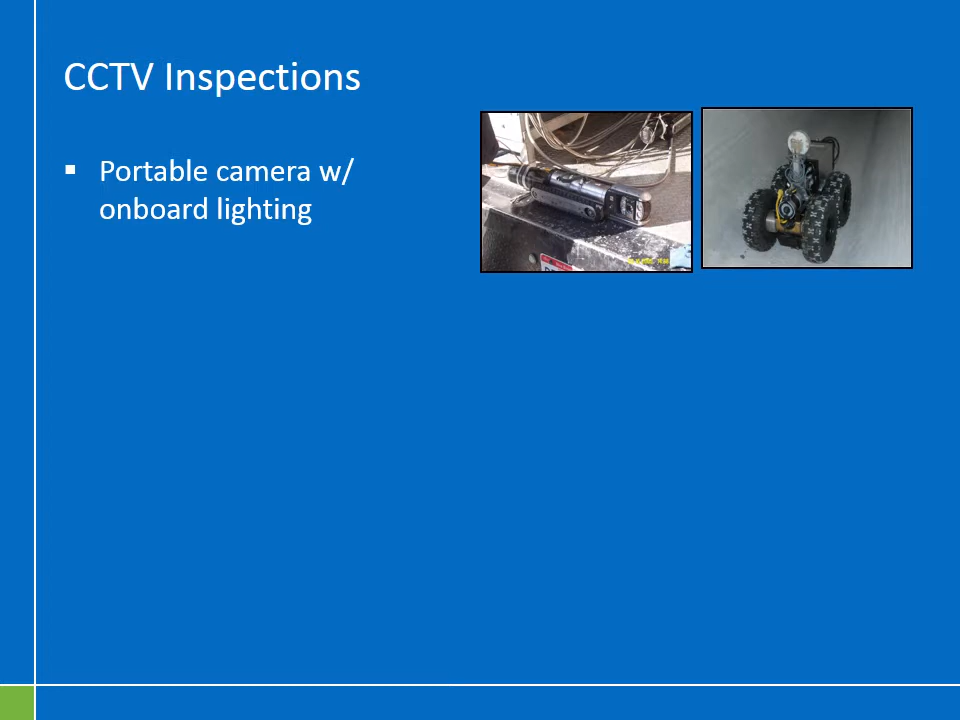 CCTV Inspections
▪ Portable camera w/
onboard lighting